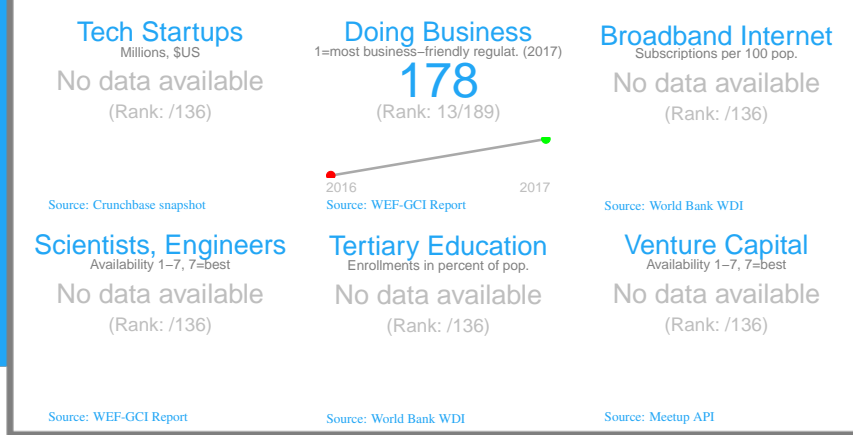 Tech Startups
Millions, $US
No data available
(Rank: /136)
Source: Crunchbase snapshot
Doing Business
1=most business−friendly regulat. (2017)
178
(Rank: 13/189)
2016 2017
Source: WEF-GCI Report
Broadband Internet
Subscriptions per 100 pop.
No data available
(Rank: /136)
Source: World Bank WDI
Scientists, Engineers
Availability 1−7, 7=best
No data available
(Rank: /136)
Source: WEF-GCI Report
Tertiary Education
Enrollments in percent of pop.
No data available
(Rank: /136)
Source: World Bank WDI
Venture Capital
Availability 1−7, 7=best
No data available
(Rank: /136)
Source: Meetup API